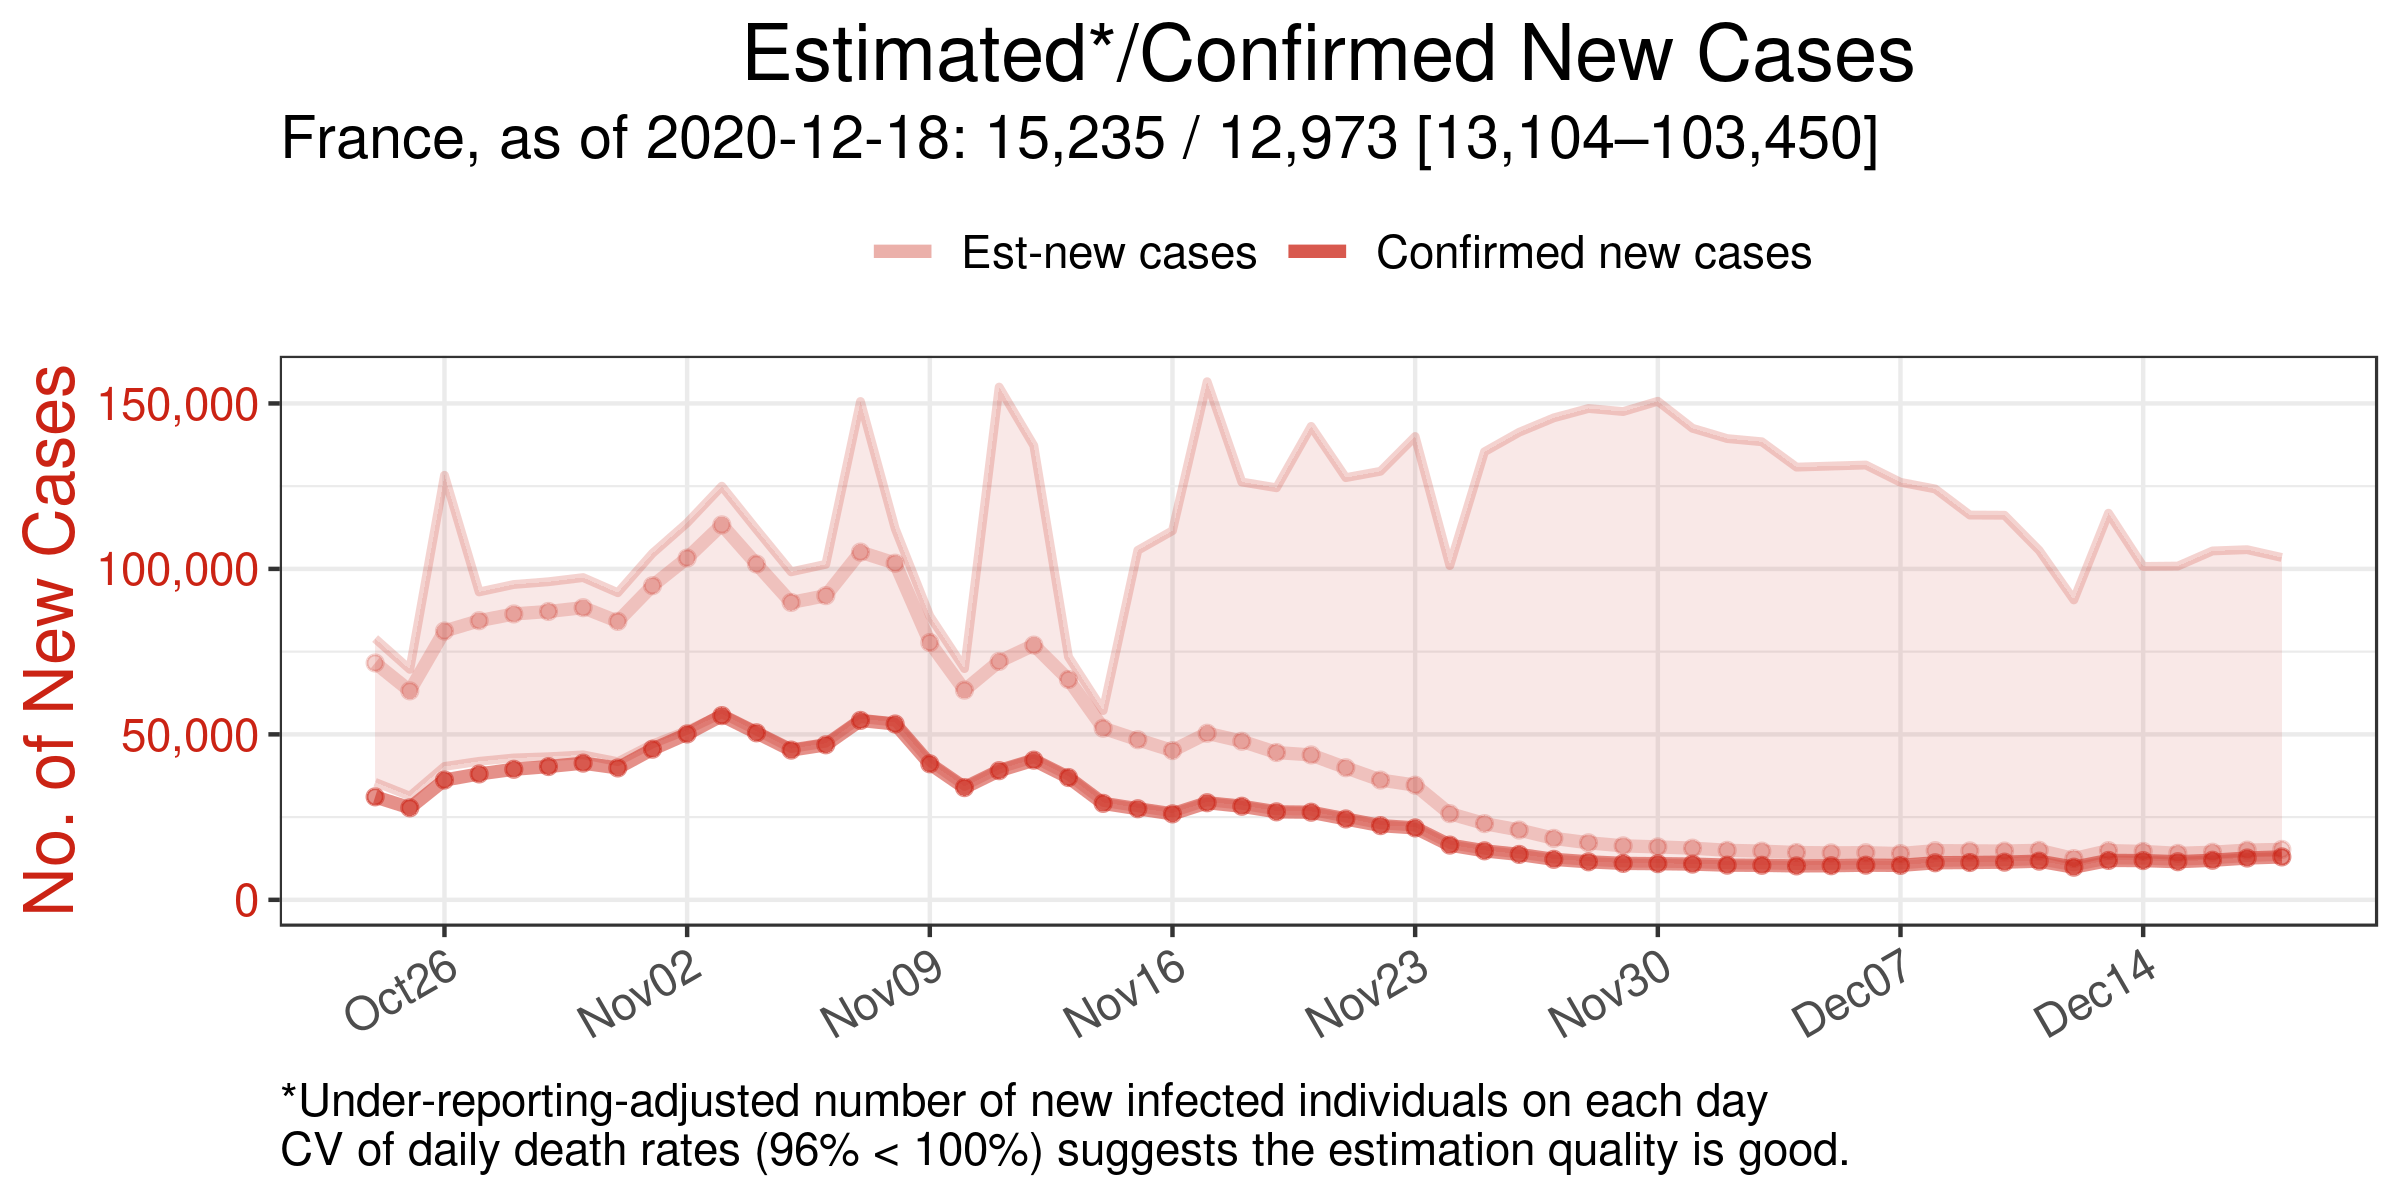 Estimated*/Confirmed New Cases
France, as of 2020-12-18: 15,235 / 12,973 [13,104–103,450]
Est-new cases
Confirmed new cases
No. of New Cases
150,000
100,000
50,000
0
Oct26
Nov02
Nov09
Nov16
Nov23
Nov30
Dec07
Dec14
*Under-reporting-adjusted number of new infected individuals on each day
CV of daily death rates (96% < 100%) suggests the estimation quality is good.